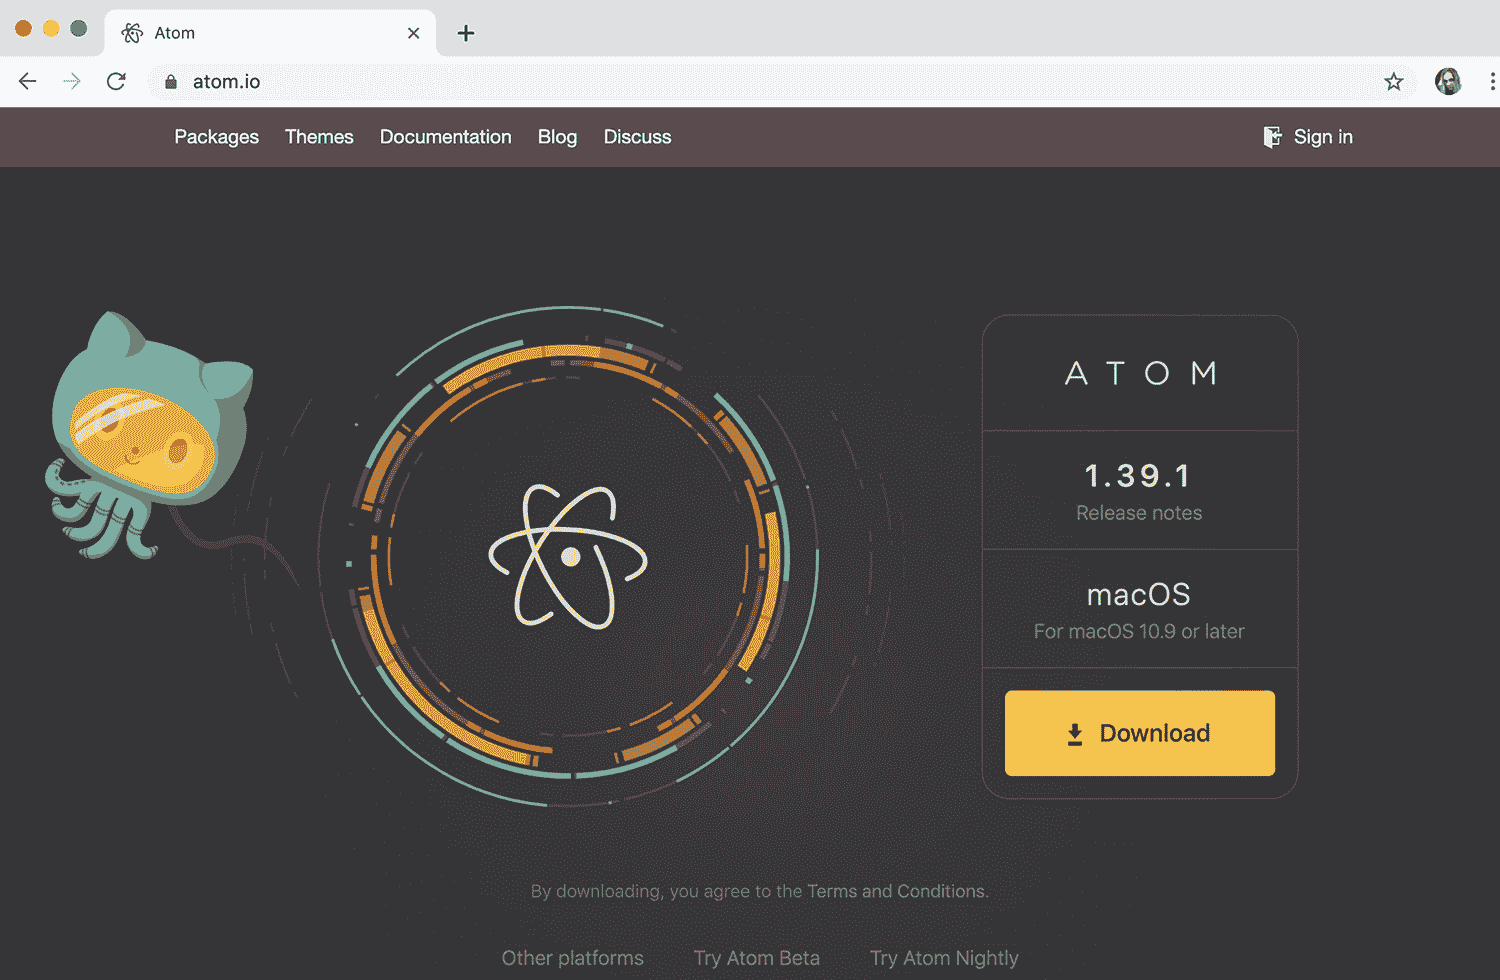 Atom
atom.io
Packages Themes Documentation Blog Discuss Sign in
ATOM
1.39.1
Release notes
macOS
For macOS 10.9 or later
Download
By downloading, you agree to the Terms and Conditions.
Other platforms Try Atom Beta Try Atom Nightly